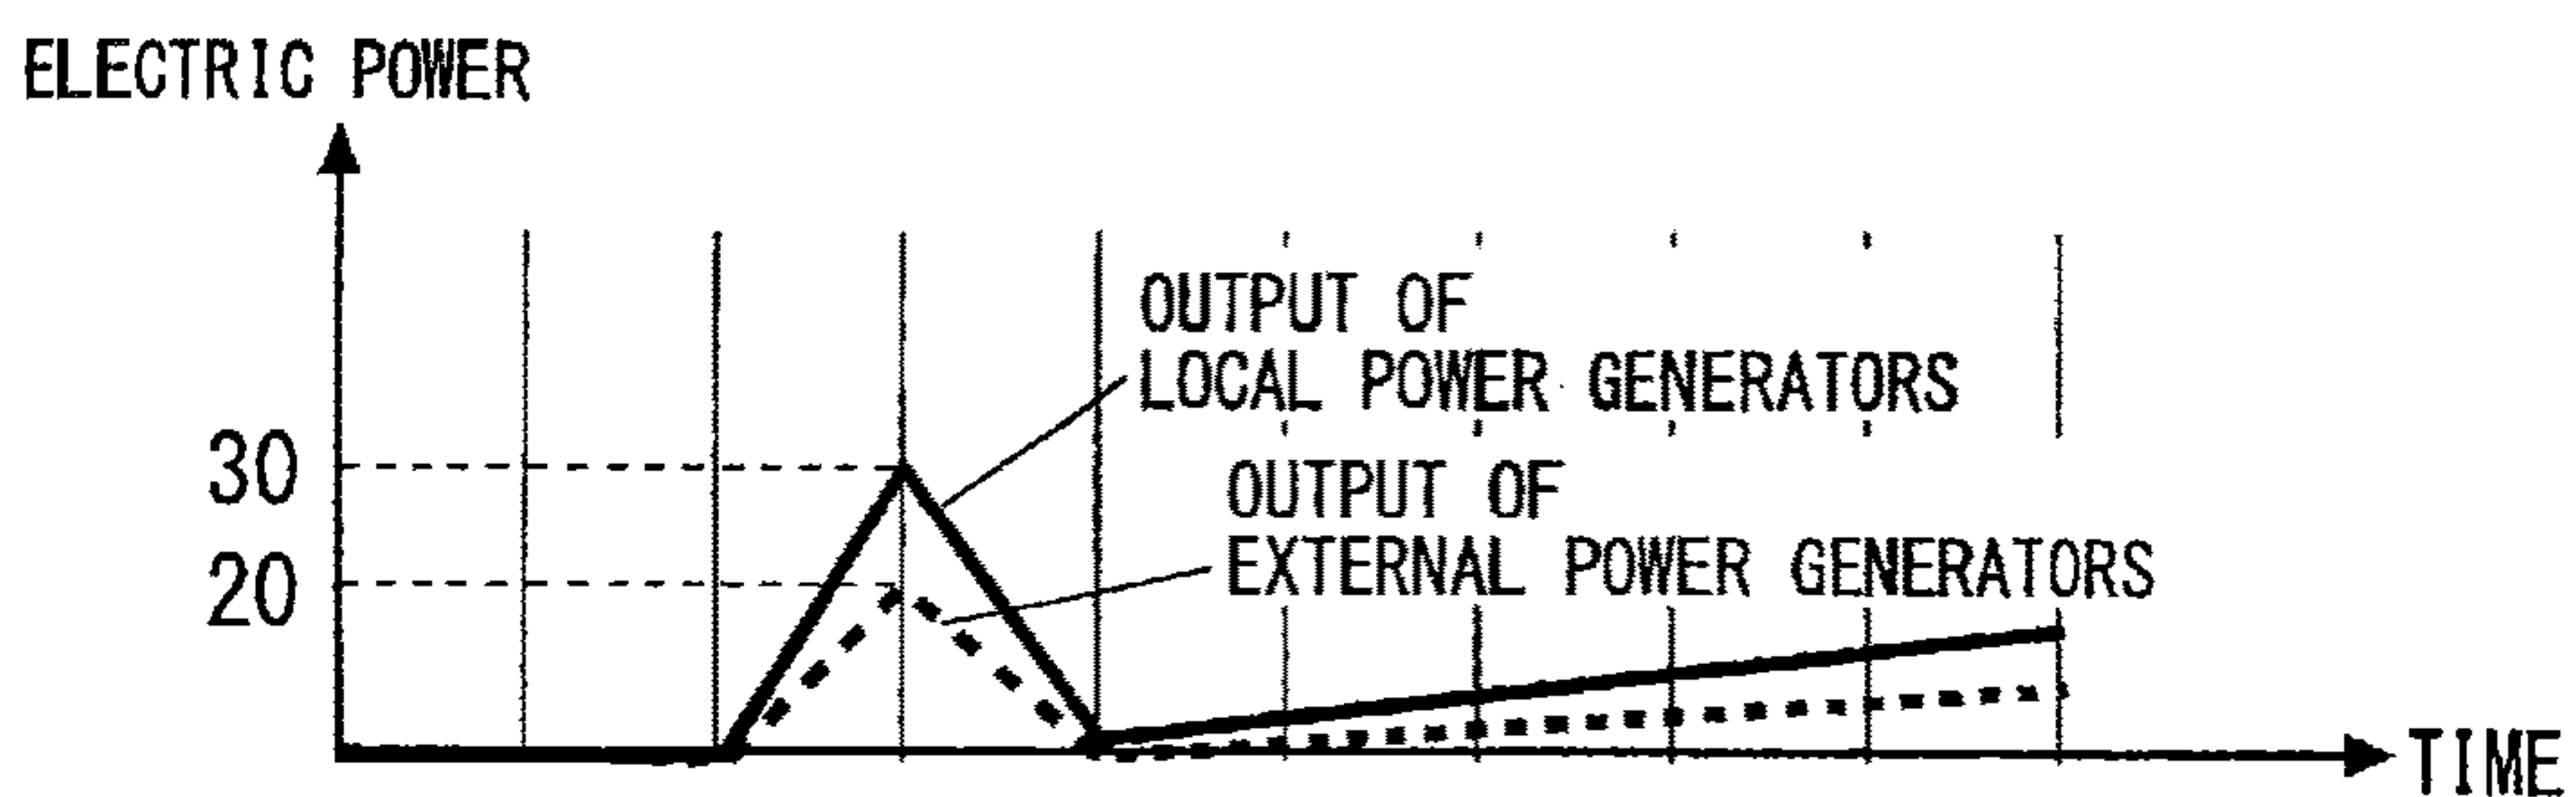 ELECTRIC POWER
OUTPUT OF
LOCAL POWER GENERATORS
30
OUTPUT OF
EXTERNAL POWER GENERATORS
20
TIME